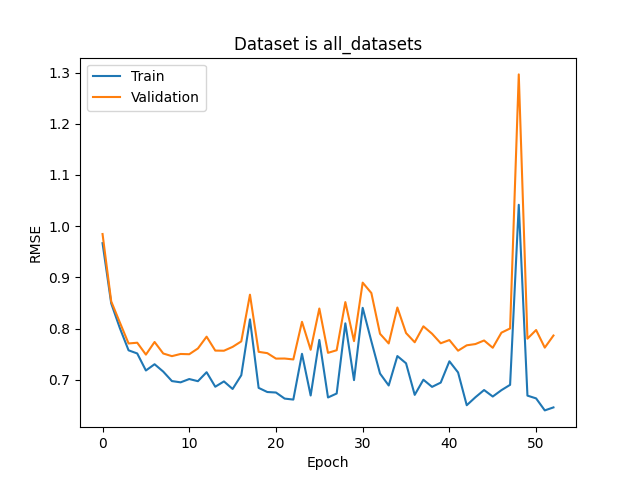 Dataset is all_datasets
Train
Validation
RMSE
1.3
1.2
1.1
1.0
0.9
0.8
0.7
0 10 20 30 40 50
Epoch